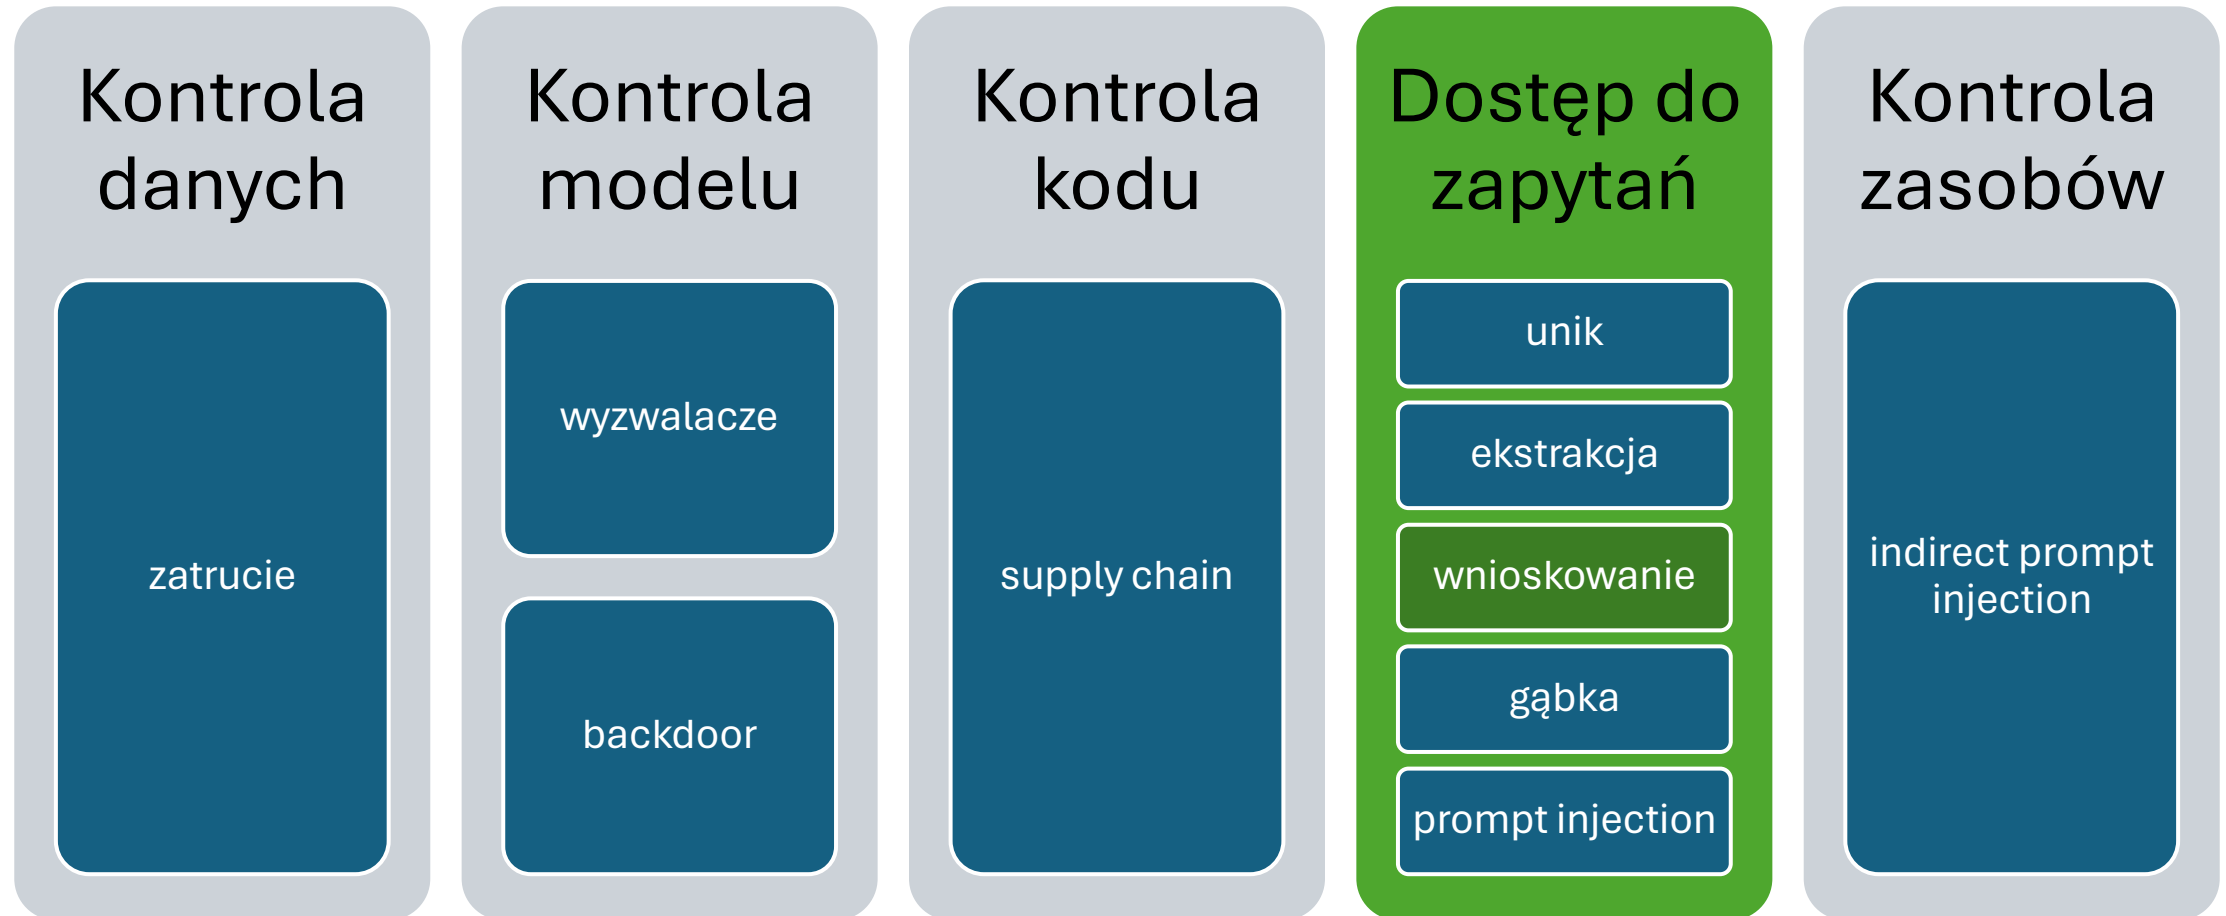 Kontrola
danych
zatrucie
Kontrola
modelu
wyzwalacze
backdoor
Kontrola
kodu
supply chain
Dostęp do
zapytań
unik
ekstrakcja
wnioskowanie
gąbka
prompt injection
Kontrola
zasobów
indirect prompt
injection